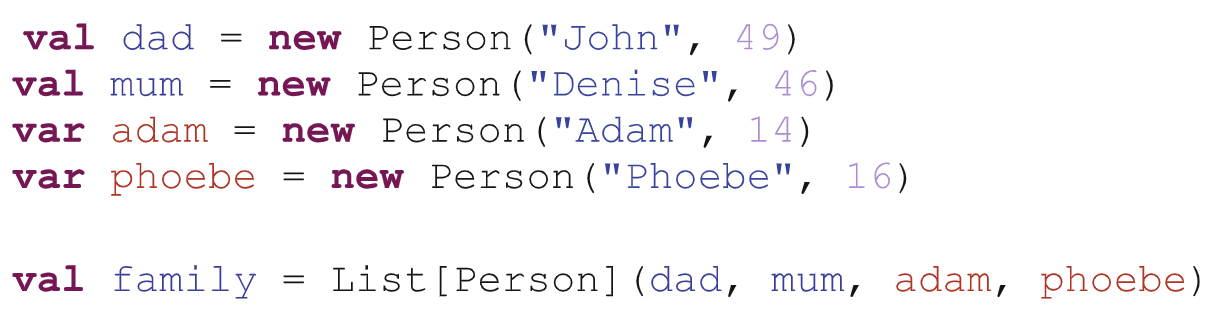 val dad = new Person("John", 49)
val mum = new Person("Denise", 46)
var adam = new Person("Adam", 14)
var phoebe = new Person("Phoebe", 16)
val family = List[Person](dad, mum, adam, phoebe)